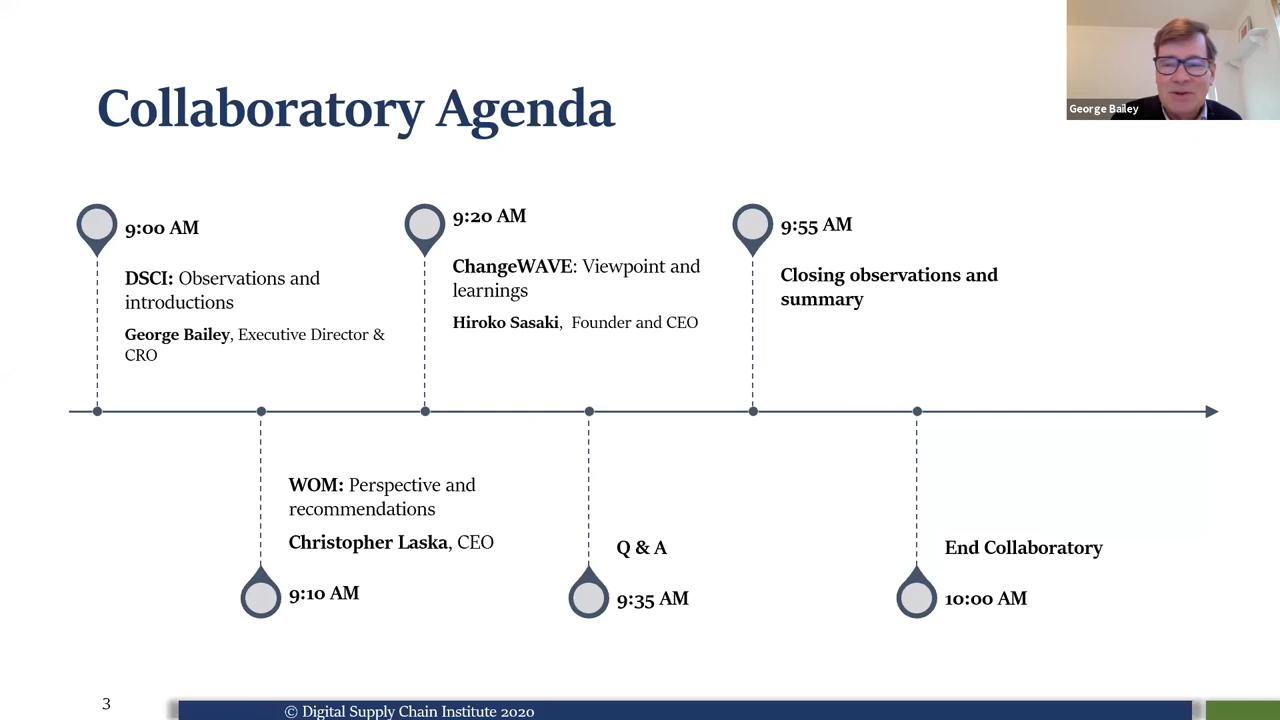 Collaboratory Agenda
George Bailey
9:00 AM
DSCI: Observations and
introductions
George Bailey, Executive Director &
CRO
9:20 AM
ChangeWAVE: Viewpoint and
learnings
Hiroko Sasaki, Founder and CEO
9:55 AM
Closing observations and
summary
WOM: Perspective and
recommendations
Christopher Laska, CEO
9:10 AM
Q & A
9:35 AM
End Collaboratory
10:00 AM
3
© Digital Supply Chain Institute 2020